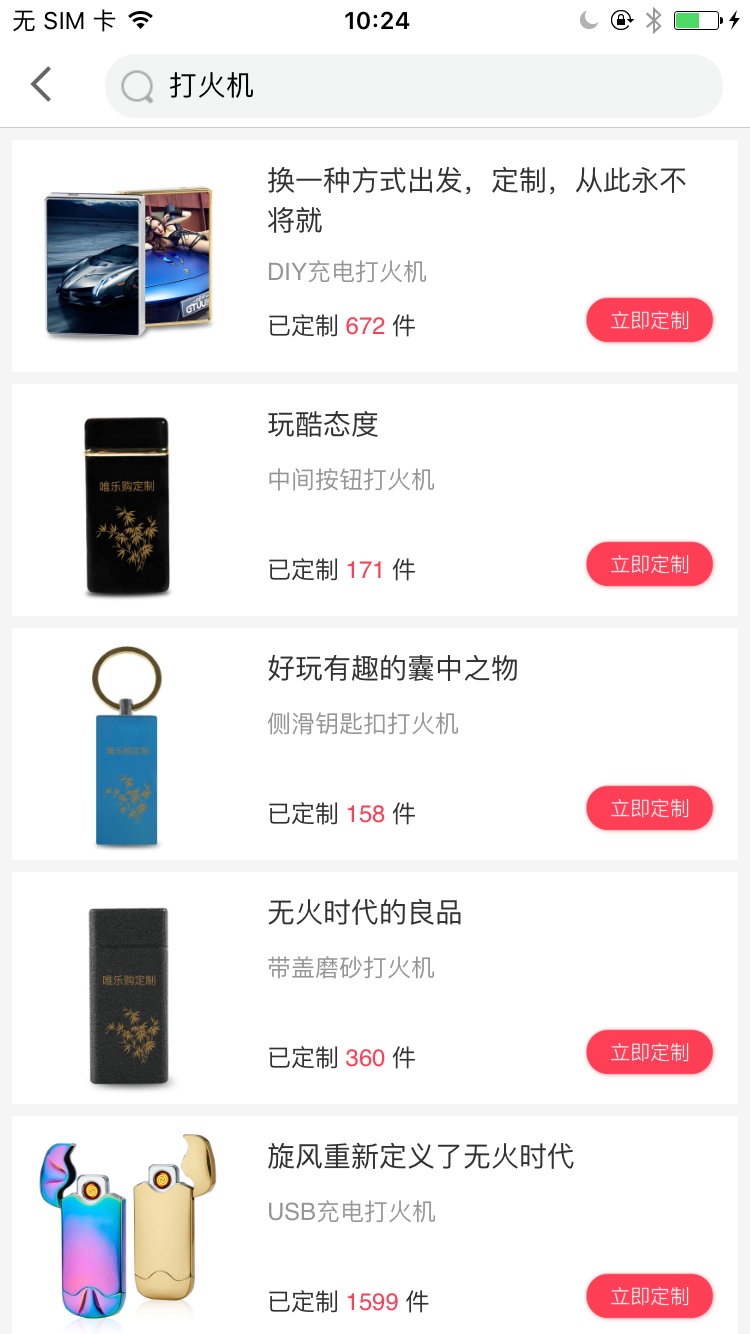 无 SIM 卡
10:24
打火机
换一种方式出发，定制，从此永不
将就
DIY充电打火机
已定制 672 件
立即定制
玩酷态度
唯乐购定制
中间按钮打火机
已定制 171 件
立即定制
好玩有趣的囊中之物
侧滑钥匙扣打火机
唯乐购定制
已定制 158 件
立即定制
无火时代的良品
带盖磨砂打火机
唯乐购定制
已定制 360 件
立即定制
旋风重新定义了无火时代
USB充电打火机
已定制 1599 件
立即定制